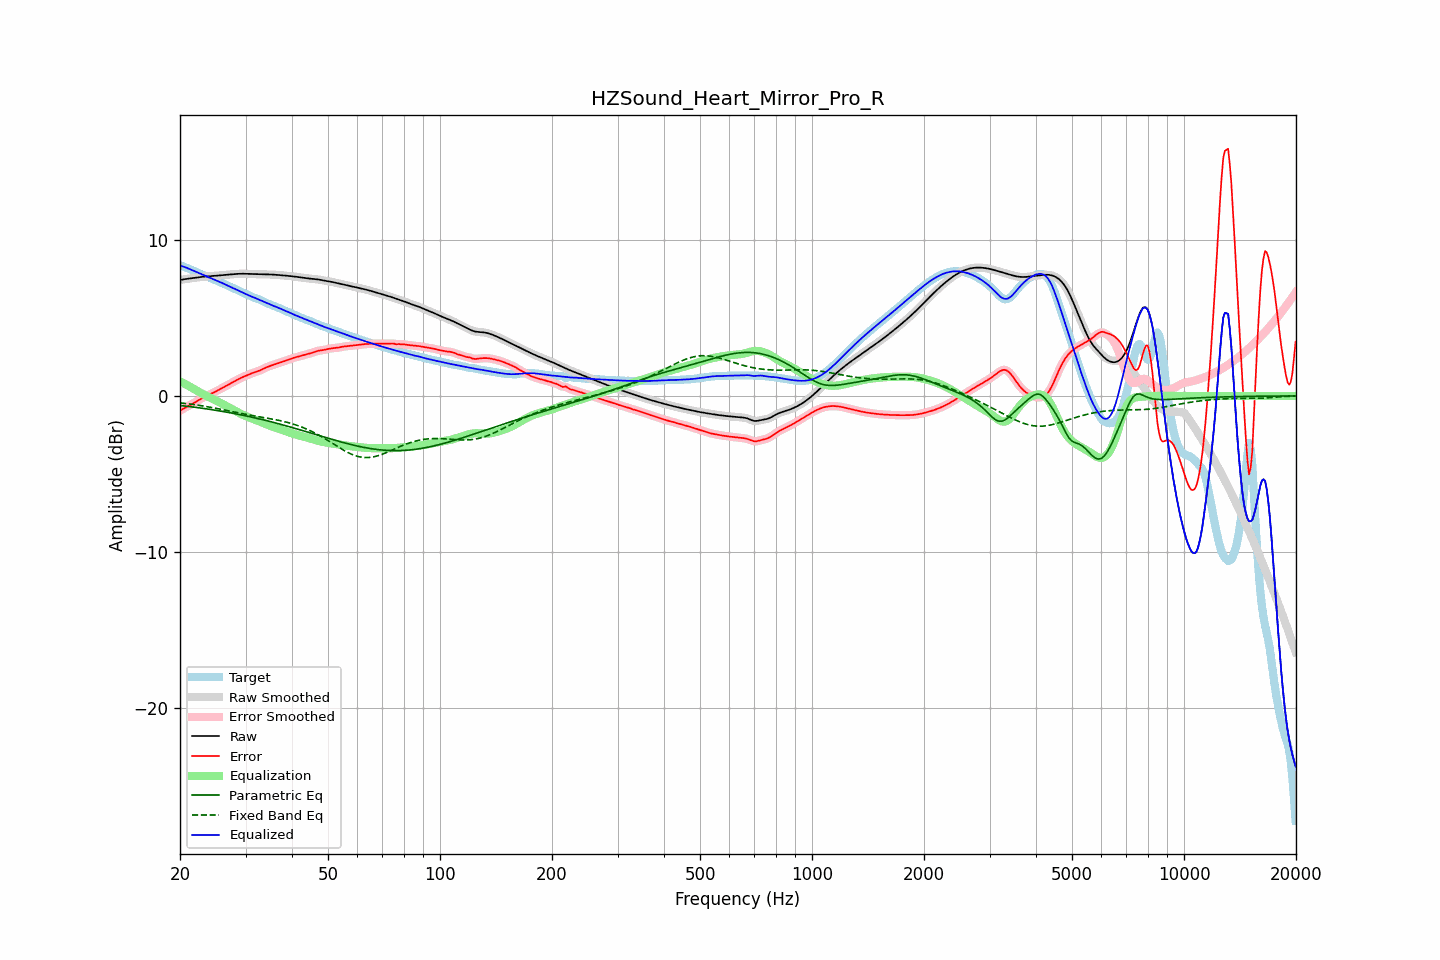 HZSound_Heart_Mirror_Pro_R
Amplitude (dBr)
10
0
−10
−20
Target
Raw Smoothed
Error Smoothed
Raw
Error
Equalization
Parametric Eq
Fixed Band Eq
Equalized
20 50 100 200 500 1000 2000 5000 10000 20000
Frequency (Hz)